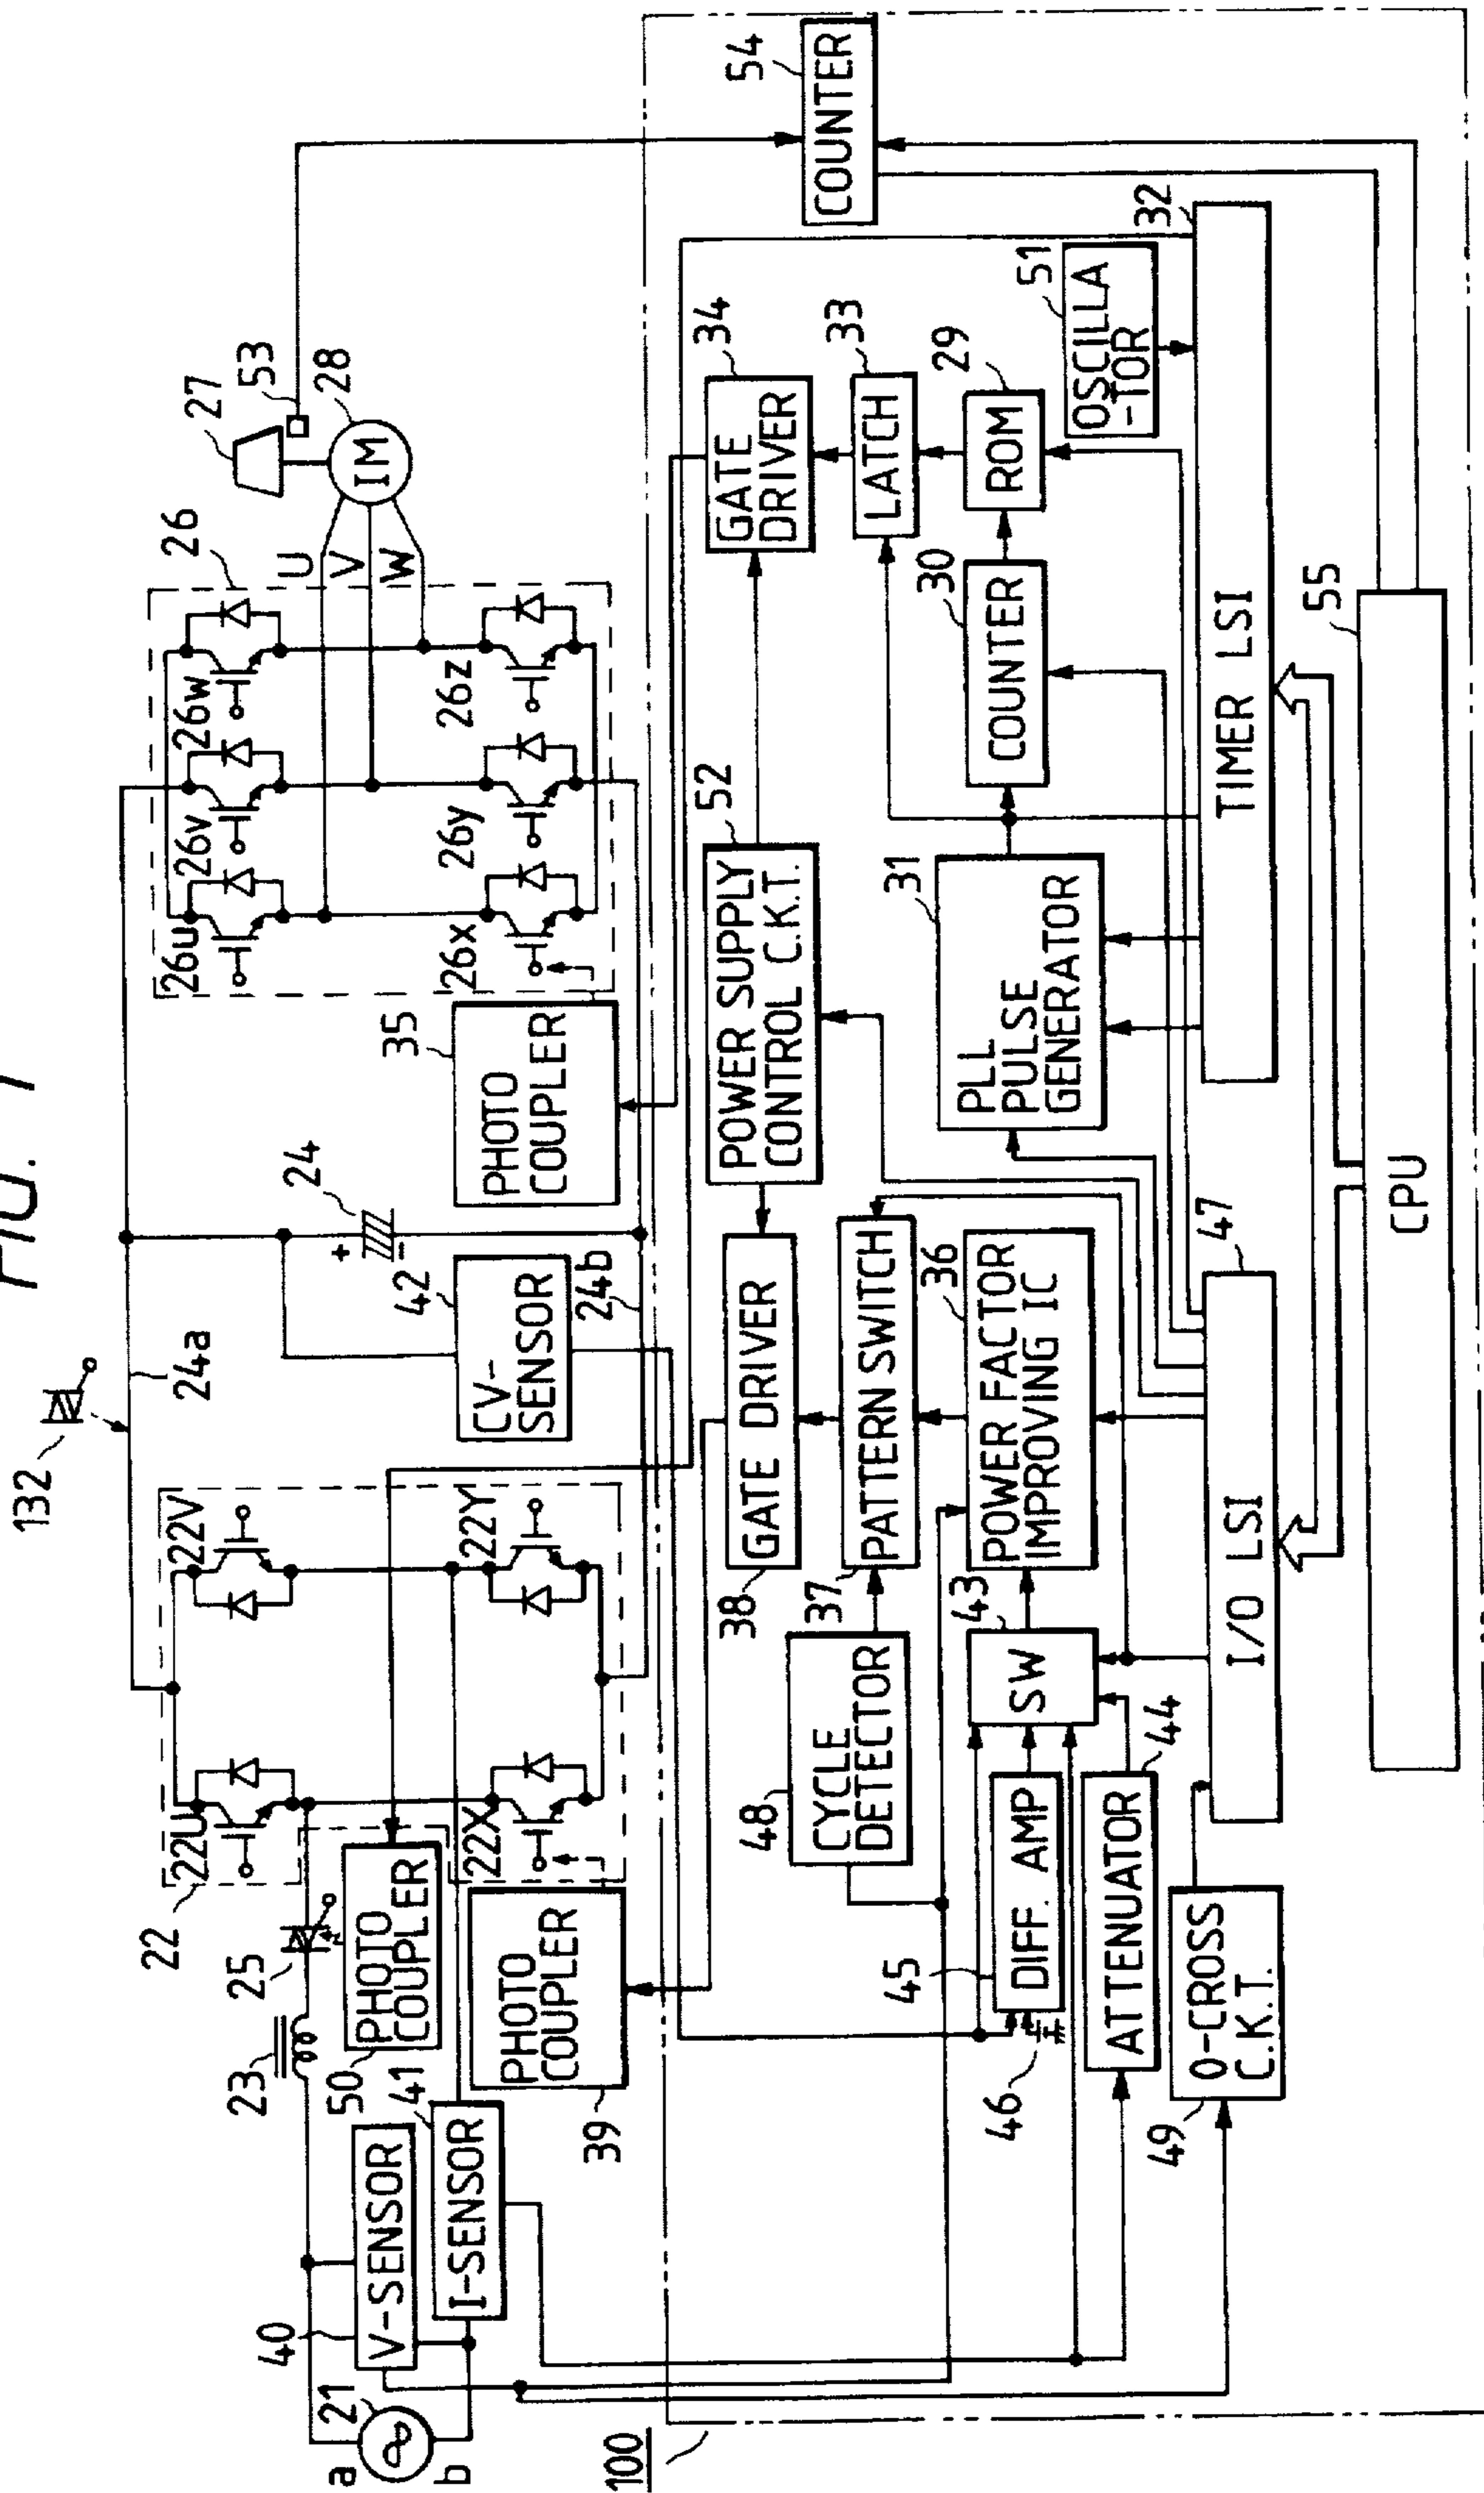 FIG. 1
132
24a
24
+
-
42
CV-
SENSOR
24b
35
PHOTO
COUPLER
26
26u
26v
26w
26x
26y
26z
U
V
W
27
53
28
IM
22
22U
22V
22X
22Y
23
25
50
PHOTO
COUPLER
39
PHOTO
COUPLER
40
V-SENSOR
41
I-SENSOR
21
a
b
100
54
COUNTER
34
GATE
DRIVER
33
LATCH
29
ROM
51
OSCILLA
-TOR
32
TIMER LSI
30
COUNTER
31
PLL
PULSE
GENERATOR
52
POWER SUPPLY
CONTROL C.K.T.
38
GATE DRIVER
37
PATTERN SWITCH
36
POWER FACTOR
IMPROVING IC
43
SW
48
CYCLE
DETECTOR
45
DIFF. AMP
46
44
ATTENUATOR
49
0-CROSS
C.K.T.
47
I/O LSI
55
CPU